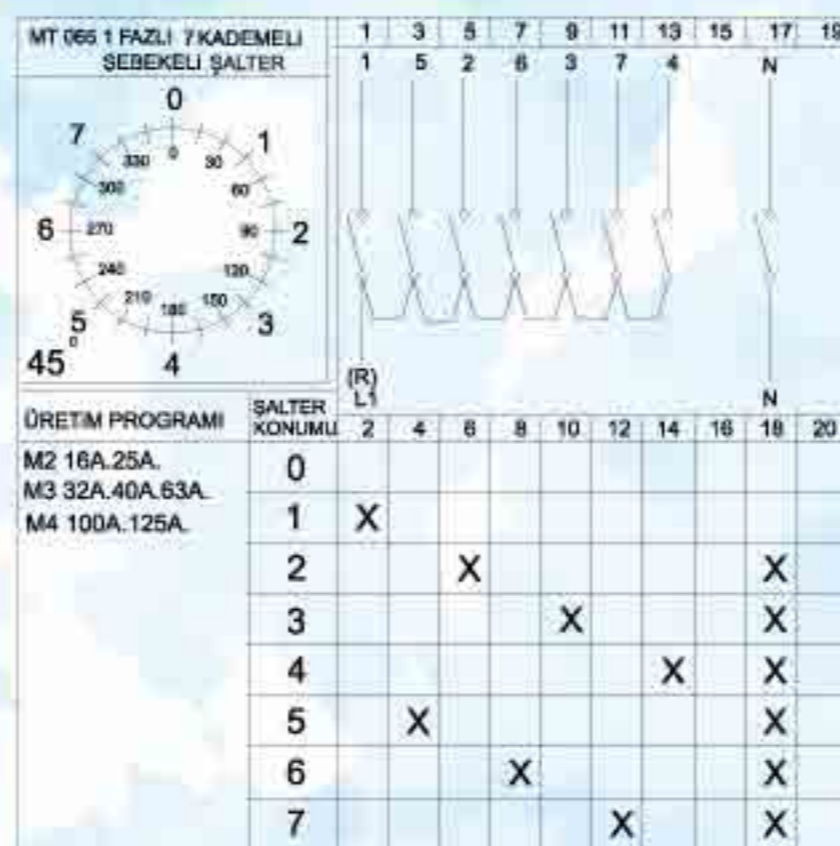 MT 065 1 FAZLI 7 KADEMELİ
ŞEBEKELİ ŞALTER
1 3 5 7 9 11 13 15 17 19
1 5 2 6 3 7 4 N
0
1
2
3
4
5
6
7
0 30 60 90 120 150 180 210 240 270 300 330
45°
(R)
L1
N
ÜRETİM PROGRAMI
ŞALTER
KONUMU
2 4 6 8 10 12 14 16 18 20
M2 16A.25A.
M3 32A.40A.63A.
M4 100A.125A.
0
1 X
2 X X
3 X X
4 X X
5 X X
6 X X
7 X X